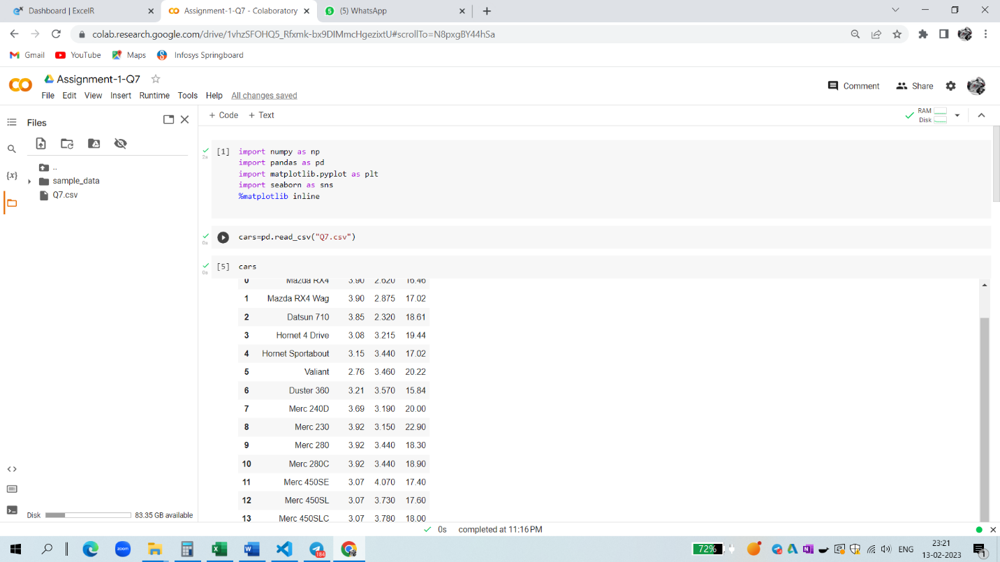 Dashboard | ExcelR
Assignment-1-Q7 - Colaboratory
(5) WhatsApp
colab.research.google.com/drive/1vhzSFOHQ5_Rfxmk-bx9DIMmcHgezixtU#scrollTo=N8pxgBY44hSa
Gmail YouTube Maps Infosys Springboard
Assignment-1-Q7
File Edit View Insert Runtime Tools Help All changes saved
Comment Share
Files
+ Code + Text
RAM
Disk
..
sample_data
Q7.csv
[1] import numpy as np
2s
import pandas as pd
import matplotlib.pyplot as plt
import seaborn as sns
%matplotlib inline
cars=pd.read_csv("Q7.csv")
0s
[5] cars
0s
0 Mazda RX4 3.90 2.620 16.46
1 Mazda RX4 Wag 3.90 2.875 17.02
2 Datsun 710 3.85 2.320 18.61
3 Hornet 4 Drive 3.08 3.215 19.44
4 Hornet Sportabout 3.15 3.440 17.02
5 Valiant 2.76 3.460 20.22
6 Duster 360 3.21 3.570 15.84
7 Merc 240D 3.69 3.190 20.00
8 Merc 230 3.92 3.150 22.90
9 Merc 280 3.92 3.440 18.30
10 Merc 280C 3.92 3.440 18.90
11 Merc 450SE 3.07 4.070 17.40
12 Merc 450SL 3.07 3.730 17.60
13 Merc 450SLC 3.07 3.780 18.00
Disk 83.35 GB available
0s completed at 11:16 PM
zoom
184
72%
ENG
23:21
13-02-2023
1